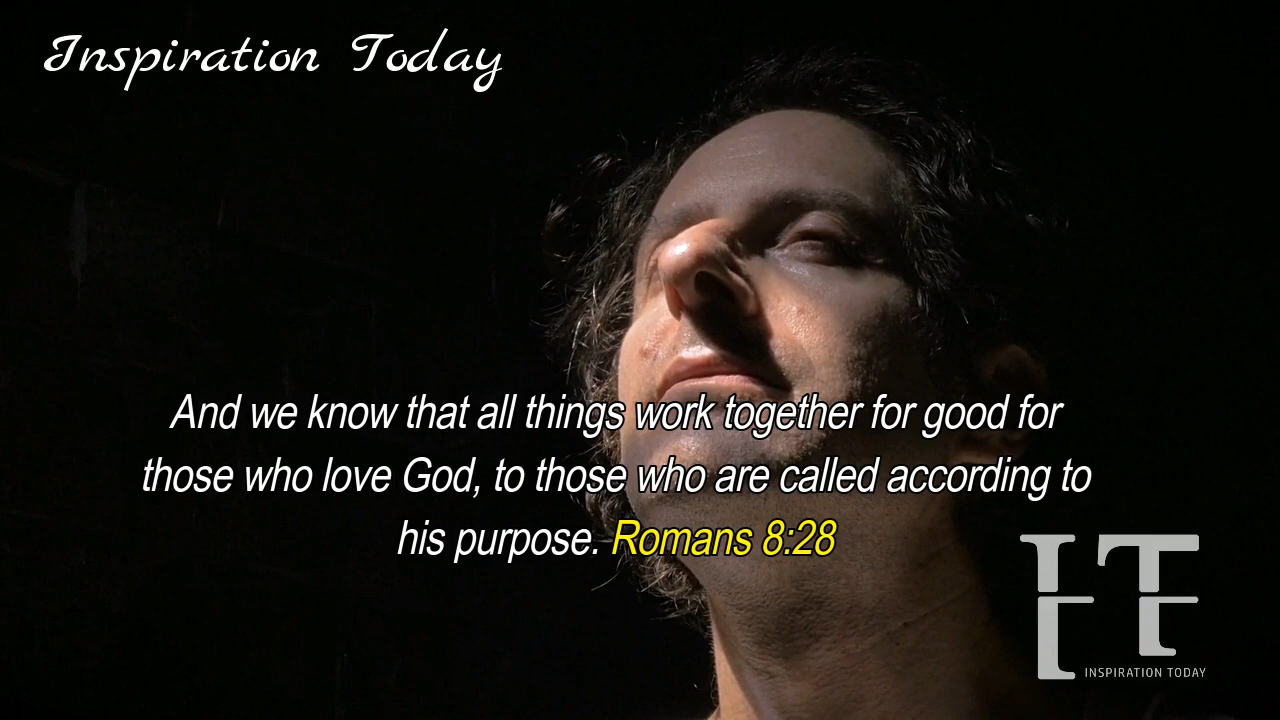 Inspiration Today
And we know that all things work together for good for
those who love God, to those who are called according to
his purpose. Romans 8:28
IT
INSPIRATION TODAY